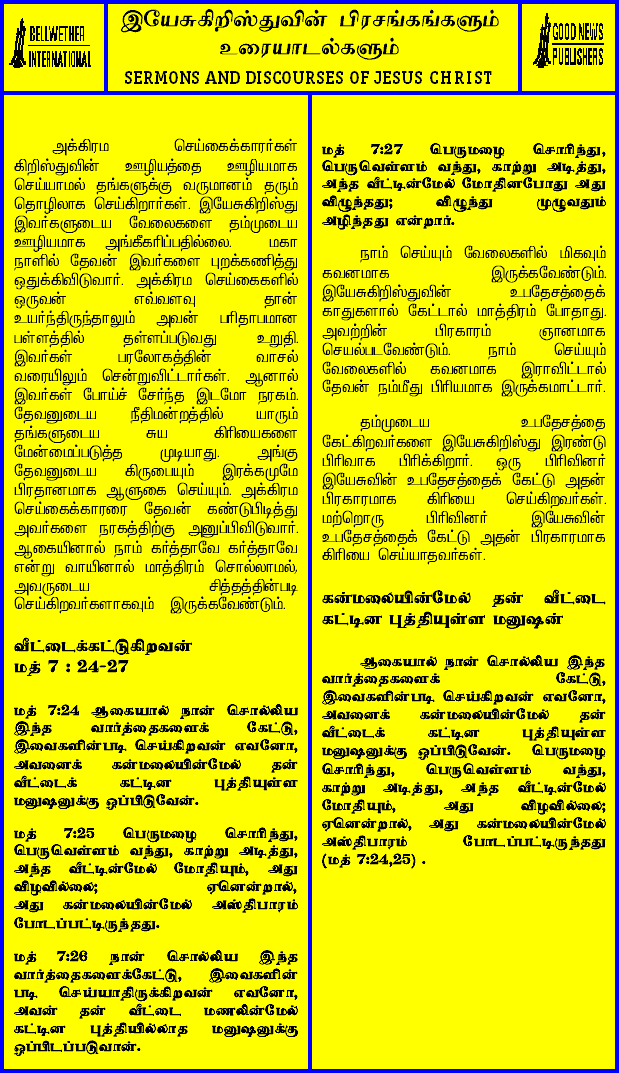 BELLWETHER
INTERNATIONAL
இயேசுகிறிஸ்துவின் பிரசங்கங்களும்
உரையாடல்களும்
SERMONS AND DISCOURSES OF JESUS CHRIST
GOOD NEWS
PUBLISHERS
அக்கிரம செய்கைக்காரர்கள்
கிறிஸ்துவின் ஊழியத்தை ஊழியமாக
செய்யாமல் தங்களுக்கு வருமானம் தரும்
தொழிலாக செய்கிறார்கள். இயேசுகிறிஸ்து
இவர்களுடைய வேலைகளை தம்முடைய
ஊழியமாக அங்கீகரிப்பதில்லை. மகா
நாளில் தேவன் இவர்களை புறக்கணித்து
ஒதுக்கிவிடுவார். அக்கிரம செய்கைகளில்
ஒருவன் எவ்வளவு தான்
உயர்ந்திருந்தாலும் அவன் பரிதாபமான
பள்ளத்தில் தள்ளப்படுவது உறுதி.
இவர்கள் பரலோகத்தின் வாசல்
வரையிலும் சென்றுவிட்டார்கள். ஆனால்
இவர்கள் போய்ச் சேர்ந்த இடமோ நரகம்.
தேவனுடைய நீதிமன்றத்தில் யாரும்
தங்களுடைய சுய கிரியைகளை
மேன்மைப்படுத்த முடியாது. அங்கு
தேவனுடைய கிருபையும் இரக்கமுமே
பிரதானமாக ஆளுகை செய்யும். அக்கிரம
செய்கைக்காரரை தேவன் கண்டுபிடித்து
அவர்களை நரகத்திற்கு அனுப்பிவிடுவார்.
ஆகையினால் நாம் கர்த்தாவே கர்த்தாவே
என்று வாயினால் மாத்திரம் சொல்லாமல்,
அவருடைய சித்தத்தின்படி
செய்கிறவர்களாகவும் இருக்கவேண்டும்.
வீட்டைக்கட்டுகிறவன்
மத் 7 : 24-27
மத் 7:24 ஆகையால் நான் சொல்லிய
இந்த வார்த்தைகளைக் கேட்டு,
இவைகளின்படி செய்கிறவன் எவனோ,
அவனைக் கன்மலையின்மேல் தன்
வீட்டைக் கட்டின புத்தியுள்ள
மனுஷனுக்கு ஒப்பிடுவேன்.
மத் 7:25 பெருமழை சொரிந்து,
பெருவெள்ளம் வந்து, காற்று அடித்து,
அந்த வீட்டின்மேல் மோதியும், அது
விழவில்லை; ஏனென்றால்,
அது கன்மலையின்மேல் அஸ்திபாரம்
போடப்பட்டிருந்தது.
மத் 7:26 நான் சொல்லிய இந்த
வார்த்தைகளைக்கேட்டு, இவைகளின்
படி செய்யாதிருக்கிறவன் எவனோ,
அவன் தன் வீட்டை மணலின்மேல்
கட்டின புத்தியில்லாத மனுஷனுக்கு
ஒப்பிடப்படுவான்.
மத் 7:27 பெருமழை சொரிந்து,
பெருவெள்ளம் வந்து, காற்று அடித்து,
அந்த வீட்டின்மேல் மோதினபோது அது
விழுந்தது; விழுந்து முழுவதும்
அழிந்தது என்றார்.
நாம் செய்யும் வேலைகளில் மிகவும்
கவனமாக இருக்கவேண்டும்.
இயேசுகிறிஸ்துவின் உபதேசத்தைக்
காதுகளால் கேட்டால் மாத்திரம் போதாது.
அவற்றின் பிரகாரம் ஞானமாக
செயல்படவேண்டும். நாம் செய்யும்
வேலைகளில் கவனமாக இராவிட்டால்
தேவன் நம்மீது பிரியமாக இருக்கமாட்டார்.
தம்முடைய உபதேசத்தை
கேட்கிறவர்களை இயேசுகிறிஸ்து இரண்டு
பிரிவாக பிரிக்கிறார். ஒரு பிரிவினர்
இயேசுவின் உபதேசத்தைக் கேட்டு அதன்
பிரகாரமாக கிரியை செய்கிறவர்கள்.
மற்றொரு பிரிவினர் இயேசுவின்
உபதேசத்தைக் கேட்டு அதன் பிரகாரமாக
கிரியை செய்யாதவர்கள்.
கன்மலையின்மேல் தன் வீட்டை
கட்டின புத்தியுள்ள மனுஷன்
ஆகையால் நான் சொல்லிய இந்த
வார்த்தைகளைக் கேட்டு,
இவைகளின்படி செய்கிறவன் எவனோ,
அவனைக் கன்மலையின்மேல் தன்
வீட்டைக் கட்டின புத்தியுள்ள
மனுஷனுக்கு ஒப்பிடுவேன். பெருமழை
சொரிந்து, பெருவெள்ளம் வந்து,
காற்று அடித்து, அந்த வீட்டின்மேல்
மோதியும், அது விழவில்லை;
ஏனென்றால், அது கன்மலையின்மேல்
அஸ்திபாரம் போடப்பட்டிருந்தது
(மத் 7:24,25) .